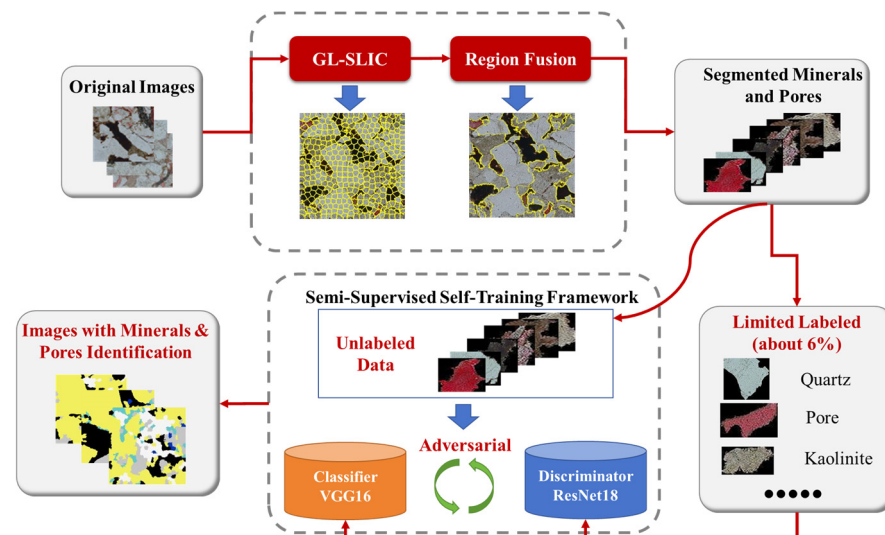 GL-SLIC
Region Fusion
Original Images
Segmented Minerals
and Pores
Semi-Supervised Self-Training Framework
Unlabeled
Data
Adversarial
Classifier
VGG16
Discriminator
ResNet18
Images with Minerals &
Pores Identification
Limited Labeled
(about 6%)
Quartz
Pore
Kaolinite